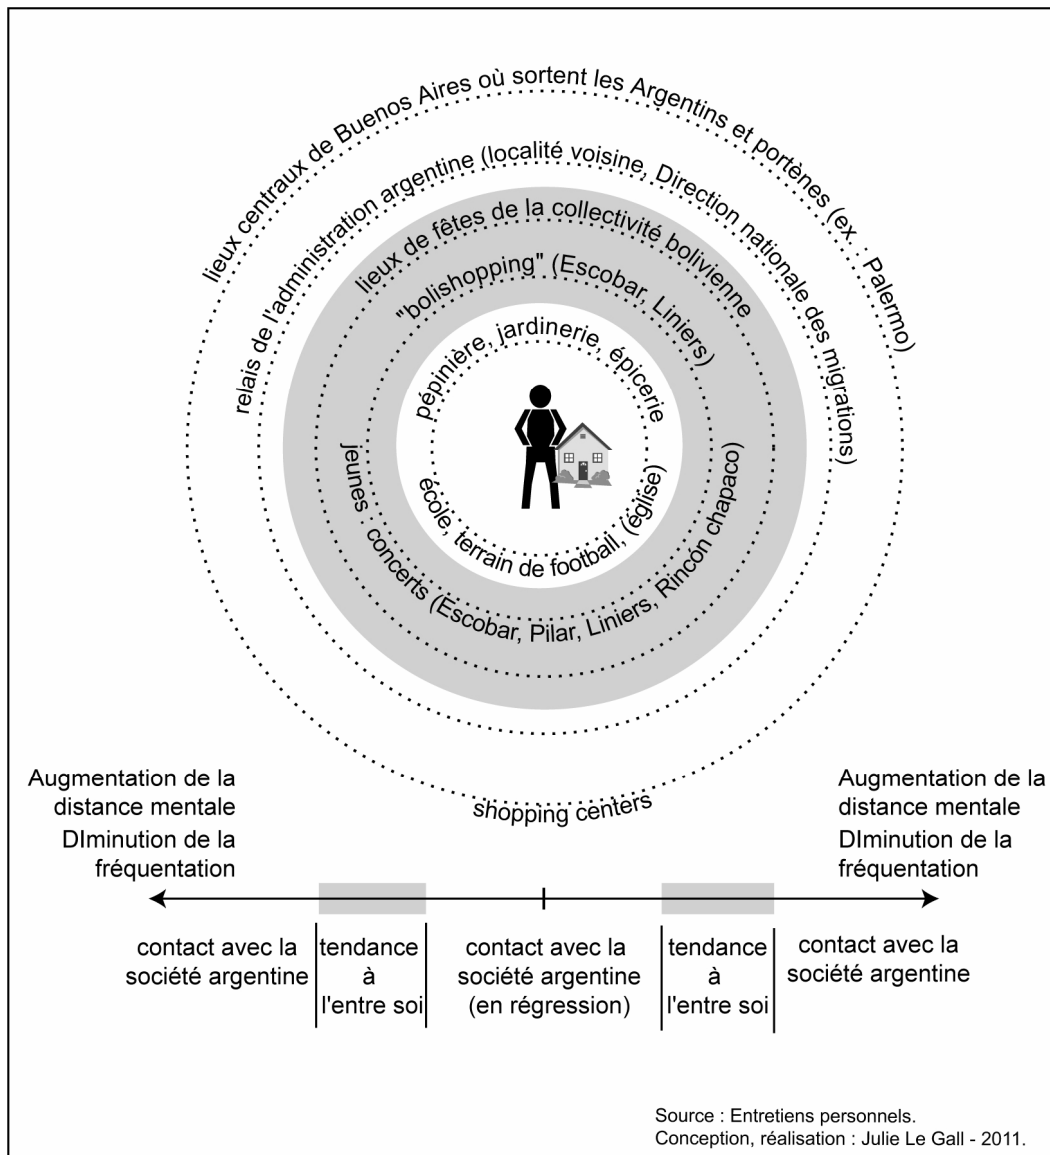 lieux centraux de Buenos Aires où sortent les Argentins et portènes (ex. : Palermo)
relais de l'administration argentine (localité voisine, Direction nationale des migrations)
lieux de fêtes de la collectivité bolivienne
"bolishopping" (Escobar, Liniers)
pépinière, jardinerie, épicerie
école, terrain de football, (église)
jeunes : concerts (Escobar, Pilar, Liniers, Rincón chapaco)
shopping centers
Augmentation de la
distance mentale
DIminution de la
fréquentation
Augmentation de la
distance mentale
DIminution de la
fréquentation
contact avec la
société argentine
tendance
à
l'entre soi
contact avec la
société argentine
(en régression)
tendance
à
l'entre soi
contact avec la
société argentine
Source : Entretiens personnels.
Conception, réalisation : Julie Le Gall - 2011.